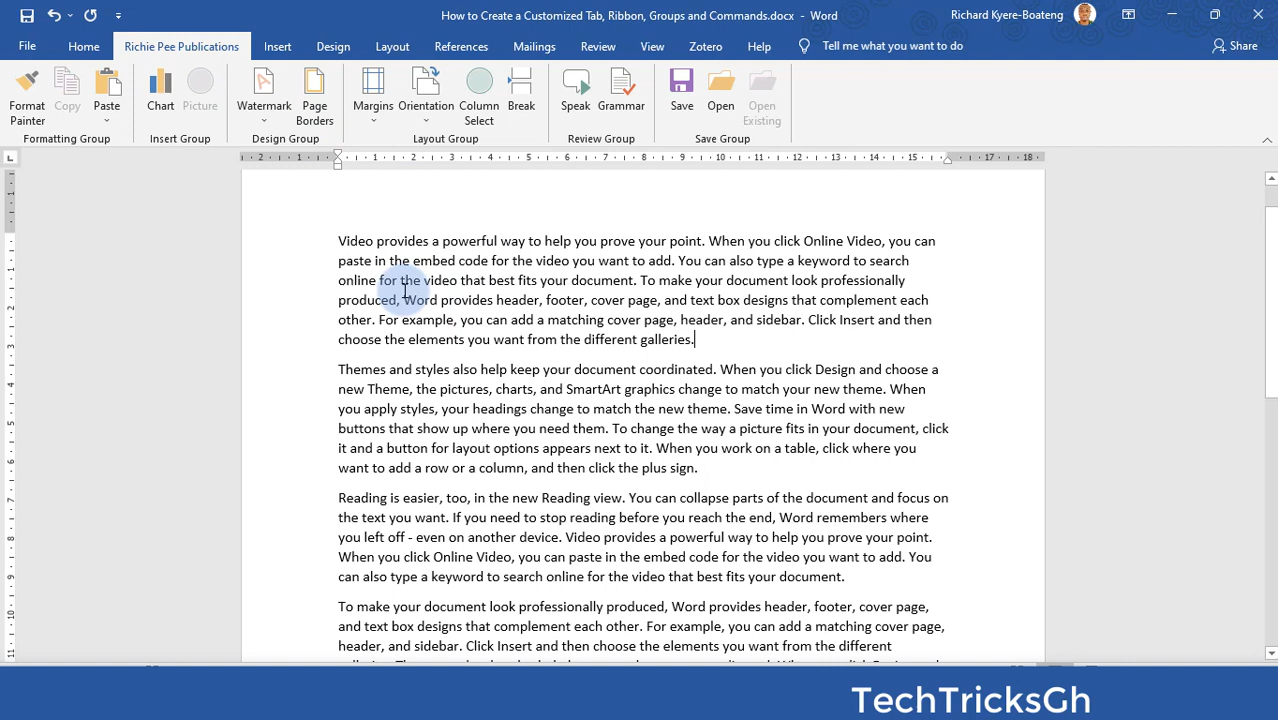 How to Create a Customized Tab, Ribbon, Groups and Commands.docx - Word
Richard Kyere-Boateng
File Home Richie Pee Publications Insert Design Layout References Mailings Review View Zotero Help Tell me what you want to do Share
Format Painter Copy Paste Chart Picture Watermark Page Borders Margins Orientation Column Select Break Speak Grammar Save Open Open Existing
Formatting Group Insert Group Design Group Layout Group Review Group Save Group
2 1 1 2 3 4 5 6 7 8 9 10 11 12 13 14 15 17 18
Video provides a powerful way to help you prove your point. When you click Online Video, you can
paste in the embed code for the video you want to add. You can also type a keyword to search
online for the video that best fits your document. To make your document look professionally
produced, Word provides header, footer, cover page, and text box designs that complement each
other. For example, you can add a matching cover page, header, and sidebar. Click Insert and then
choose the elements you want from the different galleries.
Themes and styles also help keep your document coordinated. When you click Design and choose a
new Theme, the pictures, charts, and SmartArt graphics change to match your new theme. When
you apply styles, your headings change to match the new theme. Save time in Word with new
buttons that show up where you need them. To change the way a picture fits in your document, click
it and a button for layout options appears next to it. When you work on a table, click where you
want to add a row or a column, and then click the plus sign.
Reading is easier, too, in the new Reading view. You can collapse parts of the document and focus on
the text you want. If you need to stop reading before you reach the end, Word remembers where
you left off - even on another device. Video provides a powerful way to help you prove your point.
When you click Online Video, you can paste in the embed code for the video you want to add. You
can also type a keyword to search online for the video that best fits your document.
To make your document look professionally produced, Word provides header, footer, cover page,
and text box designs that complement each other. For example, you can add a matching cover page,
header, and sidebar. Click Insert and then choose the elements you want from the different
TechTricksGh